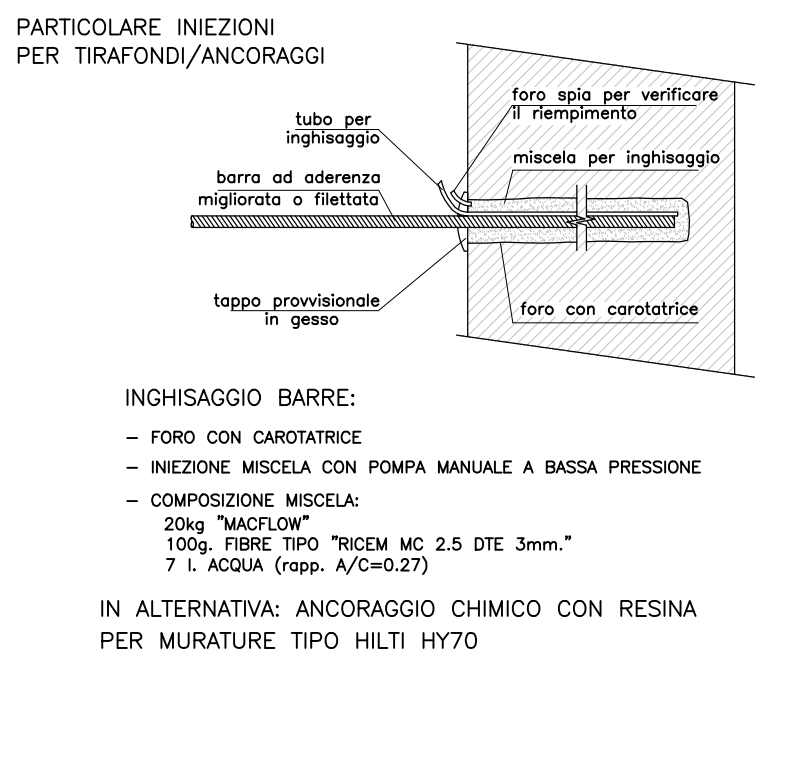 PARTICOLARE INIEZIONI
PER TIRAFONDI/ANCORAGGI
foro spia per verificare
il riempimento
tubo per
inghisaggio
miscela per inghisaggio
barra ad aderenza
migliorata o filettata
tappo provvisionale
in gesso
foro con carotatrice
INGHISAGGIO BARRE:
– FORO CON CAROTATRICE
– INIEZIONE MISCELA CON POMPA MANUALE A BASSA PRESSIONE
– COMPOSIZIONE MISCELA:
20kg "MACFLOW"
100g. FIBRE TIPO "RICEM MC 2.5 DTE 3mm."
7 l. ACQUA (rapp. A/C=0.27)
IN ALTERNATIVA: ANCORAGGIO CHIMICO CON RESINA
PER MURATURE TIPO HILTI HY70